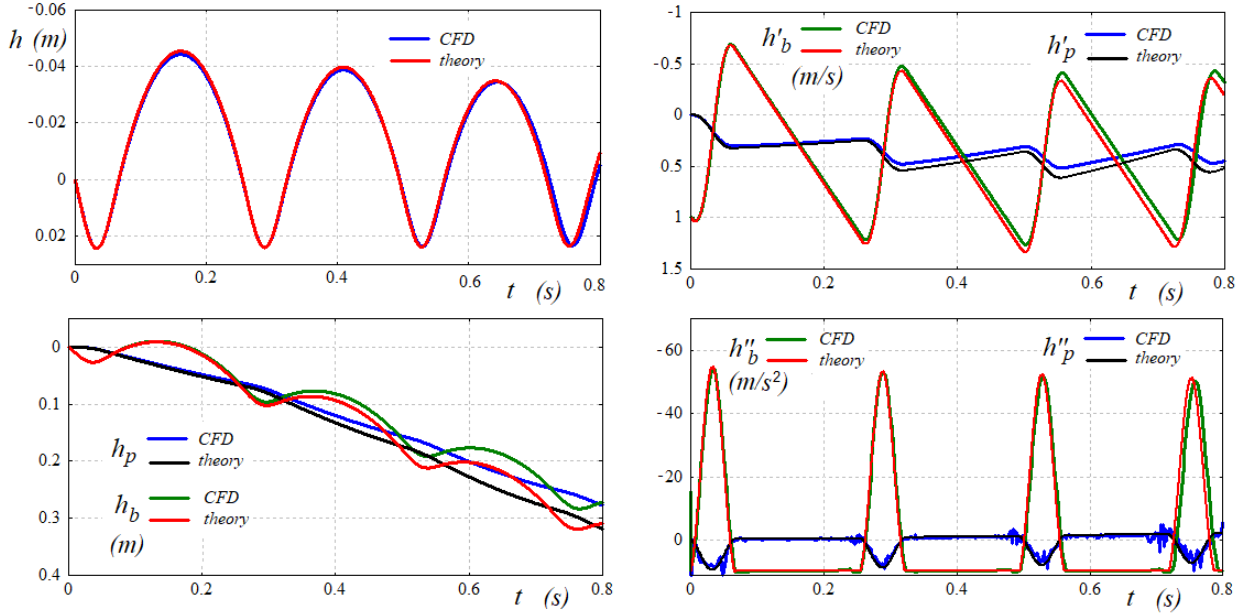 -0.06
h (m)
-0.04
-0.02
0
0.02
CFD
theory
0 0.2 0.4 0.6 0.8
t (s)
-1
-0.5
0
0.5
1
1.5
h'b CFD
theory
(m/s)
h'p CFD
theory
0 0.2 0.4 0.6 0.8
t (s)
0
0.1
0.2
0.3
0.4
hp CFD
theory
hb CFD
theory
(m)
0 0.2 0.4 0.6 0.8
t (s)
-60
-40
-20
0
h''b CFD
theory
(m/s²)
h''p CFD
theory
0 0.2 0.4 0.6 0.8
t (s)